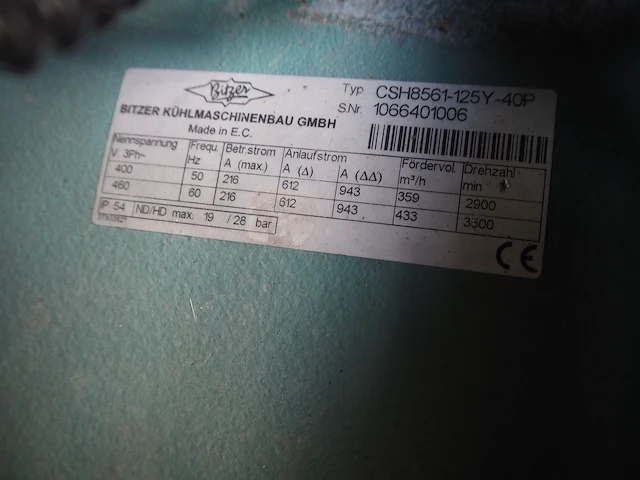 Bitzer
BITZER KÜHLMASCHINENBAU GMBH
Made in E.C.
Typ CSH8561-125Y-40P
S.Nr 1066401006
Nennspannung Frequ. Betr.strom Anlaufstrom Fördervol. Drehzahl
V 3Ph~ Hz A (max.) A (Δ) A (ΔΔ) m³/h min
400 50 216 612 943 359 2900
460 60 216 612 943 433 3500
IP 54 ND/HD max: 19 / 28 bar
CE